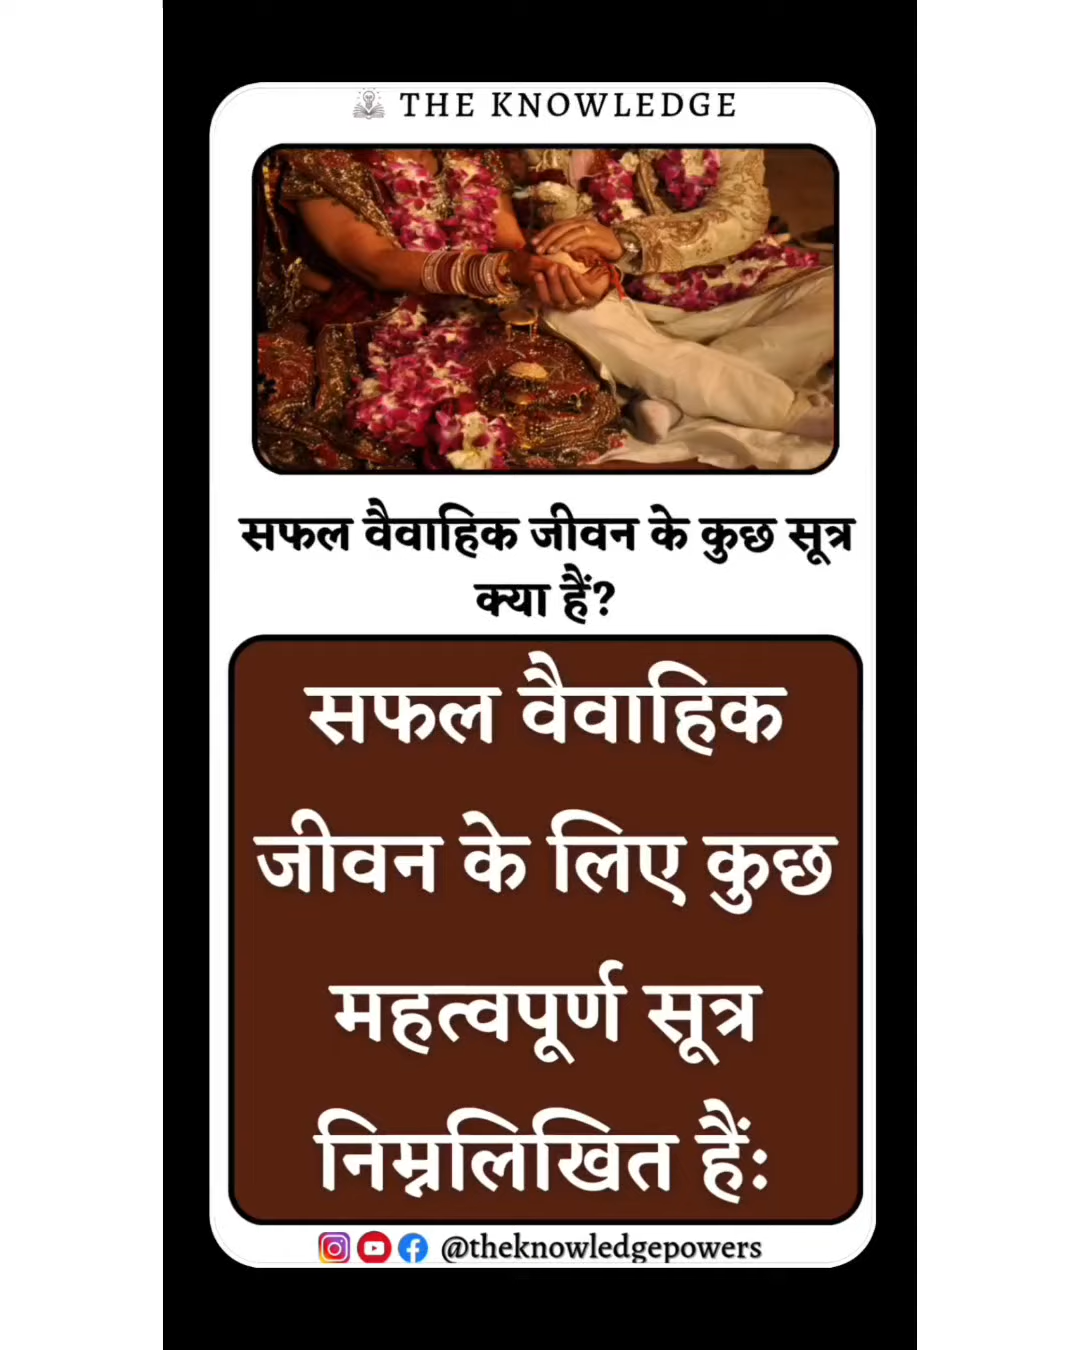 THE KNOWLEDGE
सफल वैवाहिक जीवन के कुछ सूत्र
क्या हैं?
सफल वैवाहिक
जीवन के लिए कुछ
महत्वपूर्ण सूत्र
निम्नलिखित हैं:
@theknowledgepowers